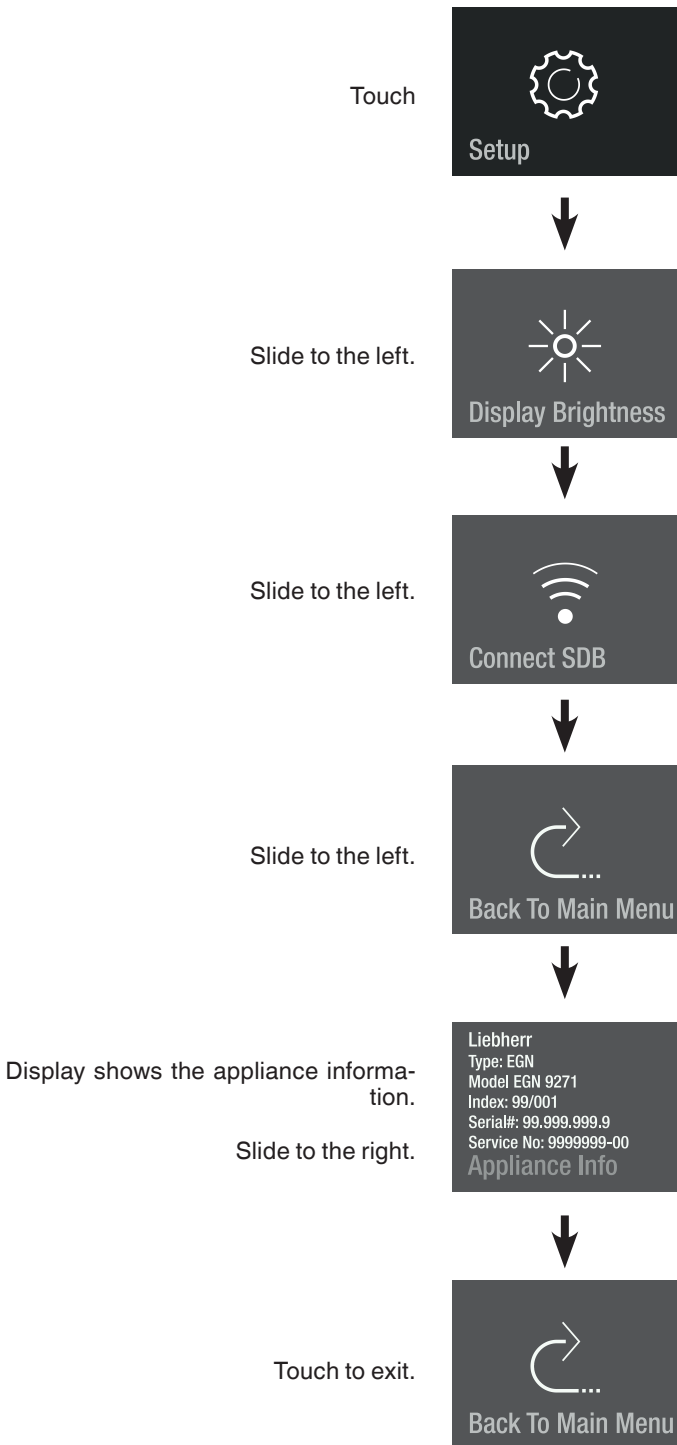 Touch
Setup
Slide to the left.
Display Brightness
Slide to the left.
Connect SDB
Slide to the left.
Back To Main Menu
Display shows the appliance informa-
tion.
Slide to the right.
Liebherr
Type: EGN
Model EGN 9271
Index: 99/001
Serial#: 99.999.999.9
Service No: 9999999-00
Appliance Info
Touch to exit.
Back To Main Menu